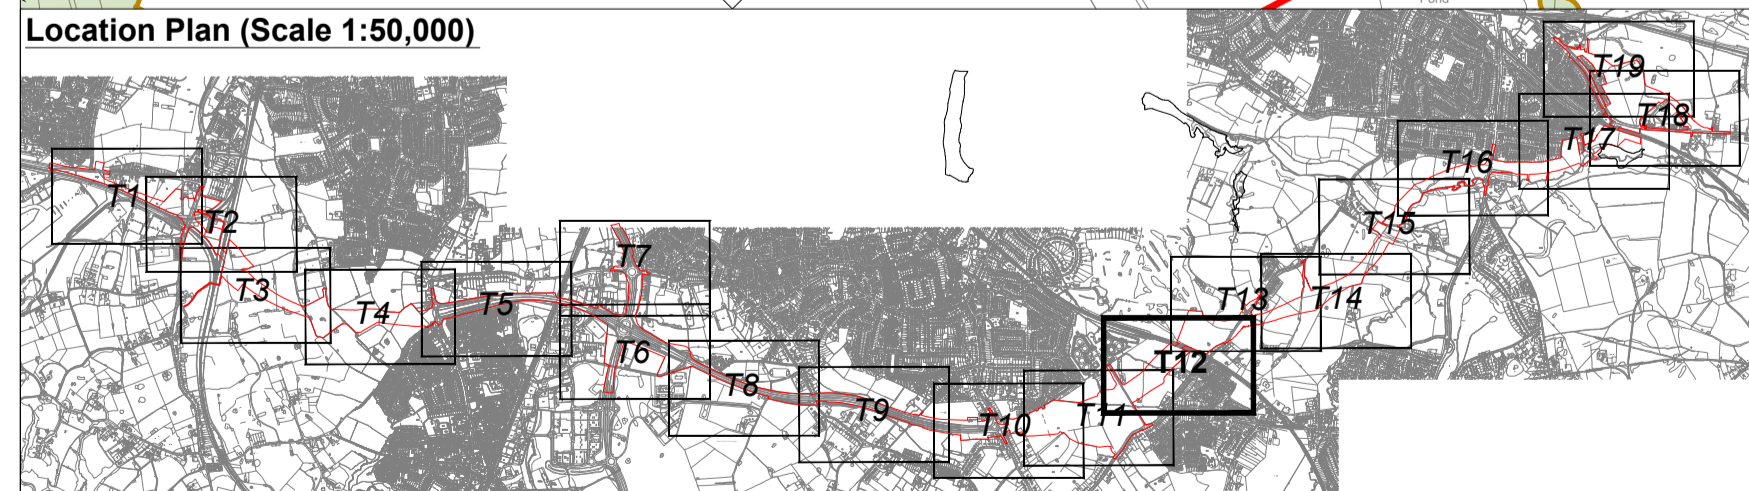 Pond
Location Plan (Scale 1:50,000)
T1
T2
T3
T4
T5
T6
T7
T8
T9
T10
T11
T12
T13
T14
T15
T16
T17
T18
T19